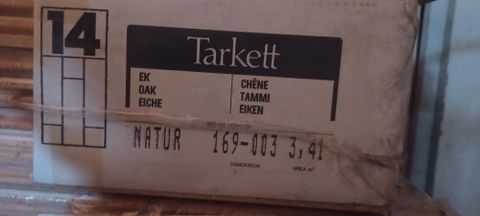 14
Tarkett
EK
OAK
EICHE
CHÊNE
TAMMI
EIKEN
NATUR 169-003 3,41
DIMENSION AREA M²